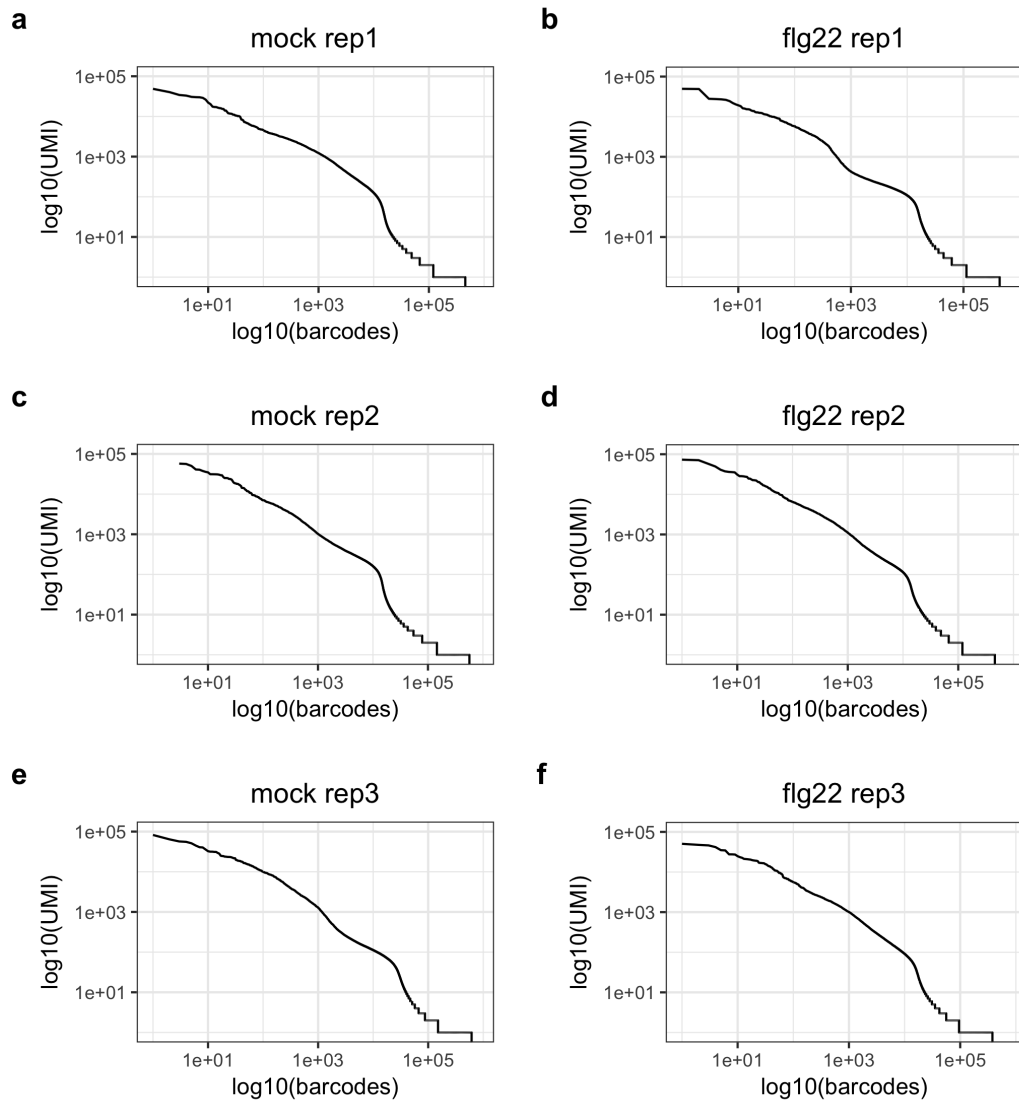 a
mock rep1
1e+05
1e+03
1e+01
log10(UMI)
1e+01 1e+03 1e+05
log10(barcodes)
b
flg22 rep1
1e+05
1e+03
1e+01
log10(UMI)
1e+01 1e+03 1e+05
log10(barcodes)
c
mock rep2
1e+05
1e+03
1e+01
log10(UMI)
1e+01 1e+03 1e+05
log10(barcodes)
d
flg22 rep2
1e+05
1e+03
1e+01
log10(UMI)
1e+01 1e+03 1e+05
log10(barcodes)
e
mock rep3
1e+05
1e+03
1e+01
log10(UMI)
1e+01 1e+03 1e+05
log10(barcodes)
f
flg22 rep3
1e+05
1e+03
1e+01
log10(UMI)
1e+01 1e+03 1e+05
log10(barcodes)